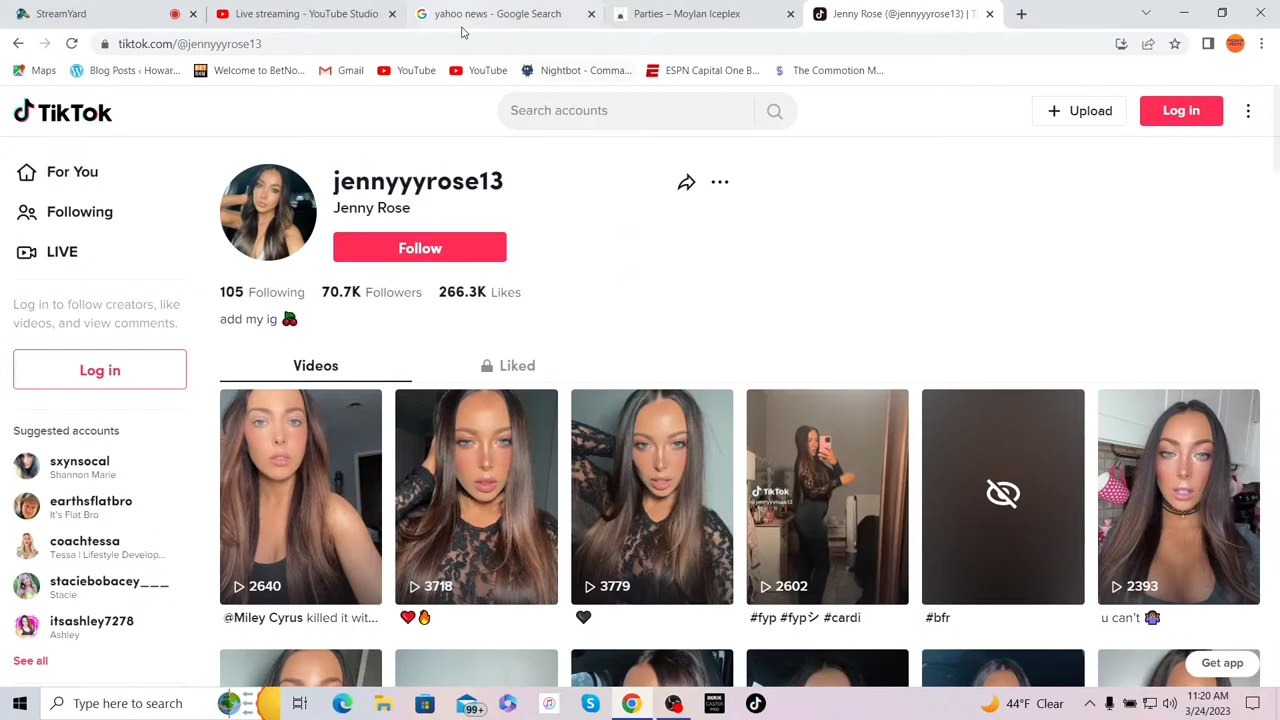 StreamYard
Live streaming - YouTube Studio
yahoo news - Google Search
Parties – Moylan Iceplex
Jenny Rose (@jennyyyrose13) | Ti
tiktok.com/@jennyyyrose13
Maps
Blog Posts ‹ Howar...
Welcome to BetNo...
Gmail
YouTube
YouTube
Nightbot - Comma...
ESPN Capital One B...
The Commotion M...
TikTok
Search accounts
Upload
Log in
For You
Following
LIVE
Log in to follow creators, like
videos, and view comments.
Log in
Suggested accounts
sxynsocal
Shannon Marie
earthsflatbro
It's Flat Bro
coachtessa
Tessa | Lifestyle Develop...
staciebobacey___
Stacie
itsashley7278
Ashley
See all
jennyyyrose13
Jenny Rose
Follow
105 Following 70.7K Followers 266.3K Likes
add my ig 🍒
Videos
Liked
2640
3718
3779
TikTok
@jennyyyrose13
2602
2393
@Miley Cyrus killed it wit...
❤️🔥
🖤
#fyp #fypシ #cardi
#bfr
u can't 🤷🏾‍♀️
Get app
Type here to search
99+
44°F Clear
11:20 AM
3/24/2023